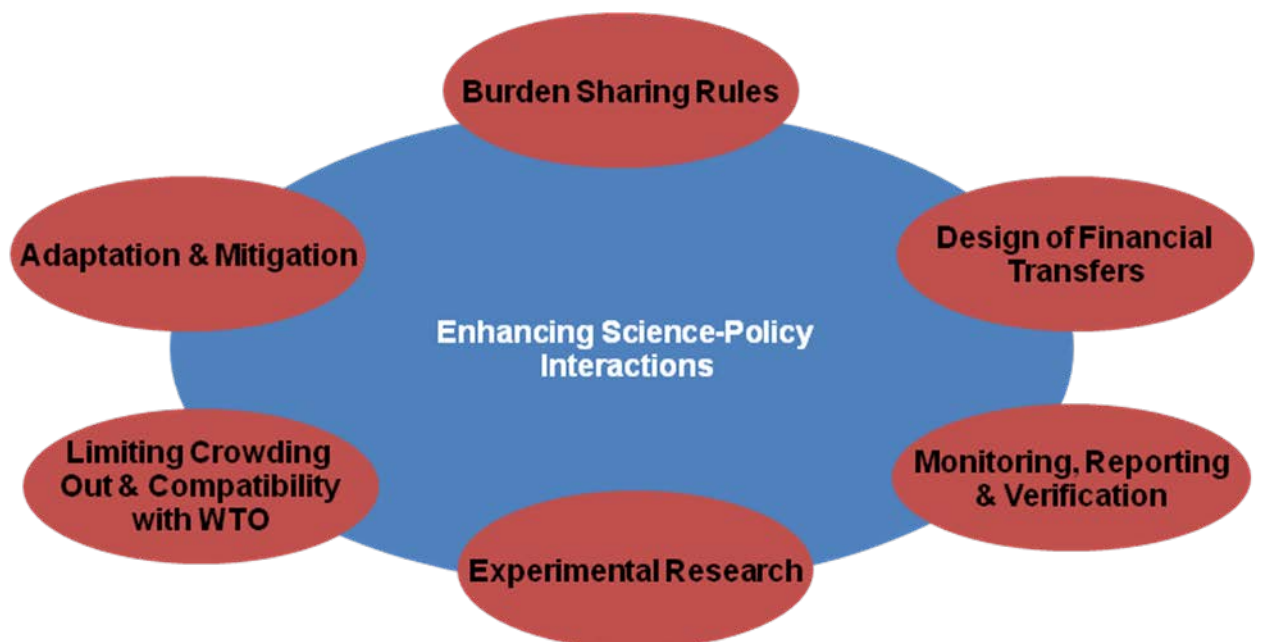 Burden Sharing Rules
Adaptation & Mitigation
Design of Financial
Transfers
Enhancing Science-Policy
Interactions
Limiting Crowding
Out & Compatibility
with WTO
Monitoring, Reporting
& Verification
Experimental Research